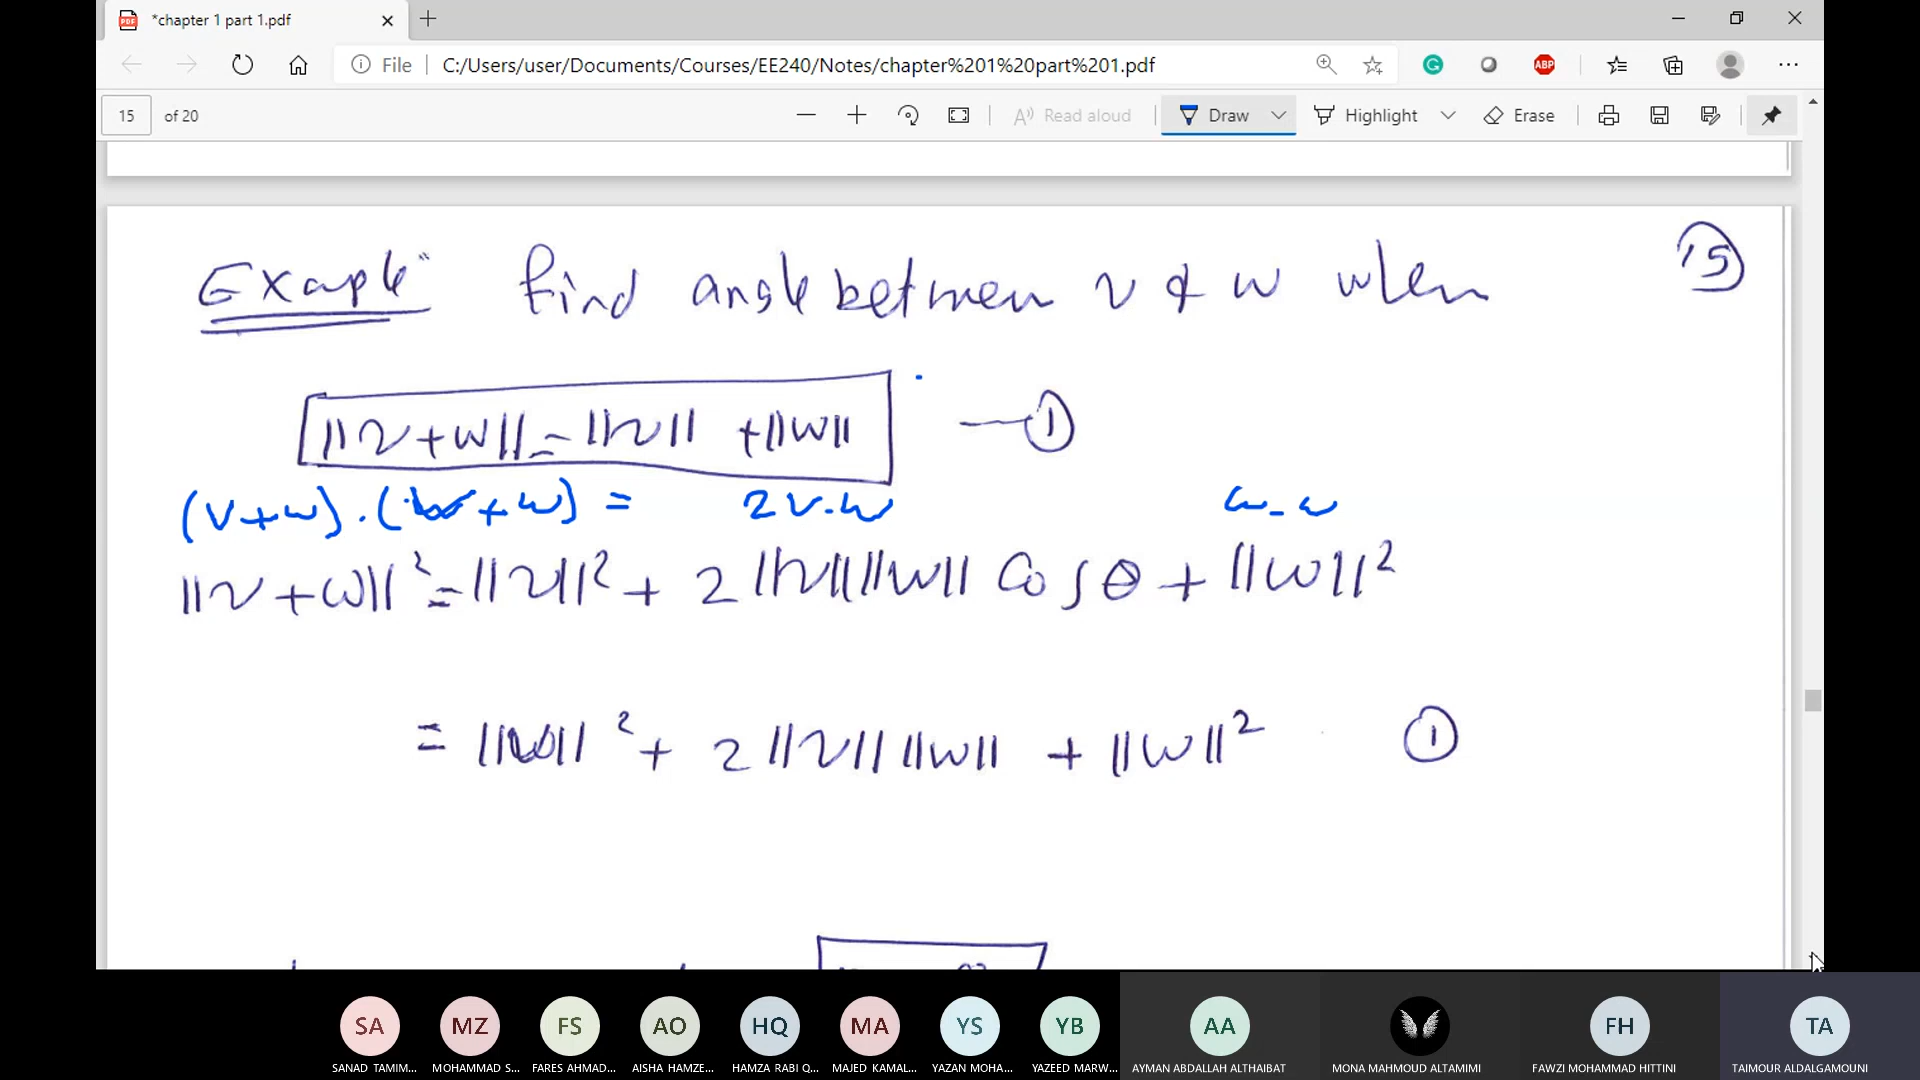 *chapter 1 part 1.pdf
File C:/Users/user/Documents/Courses/EE240/Notes/chapter%201%20part%201.pdf
15 of 20 Read aloud Draw Highlight Erase
ABP
Example: find angle between v & w when 15
||v+w|| = ||v|| + ||w|| — 1
(v+w).(v+w) = 2v.w w.w
||v+w||² = ||v||² + 2||v|| ||w|| Cosθ + ||w||²
= ||v||² + 2||v|| ||w|| + ||w||² 1
SA MZ FS AO HQ MA YS YB AA FH TA
SANAD TAMIM... MOHAMMAD S... FARES AHMAD... AISHA HAMZE... HAMZA RABI Q... MAJED KAMAL... YAZAN MOHA... YAZEED MARW... AYMAN ABDALLAH ALTHAIBAT MONA MAHMOUD ALTAMIMI FAWZI MOHAMMAD HITTINI TAIMOUR ALDALGAMOUNI